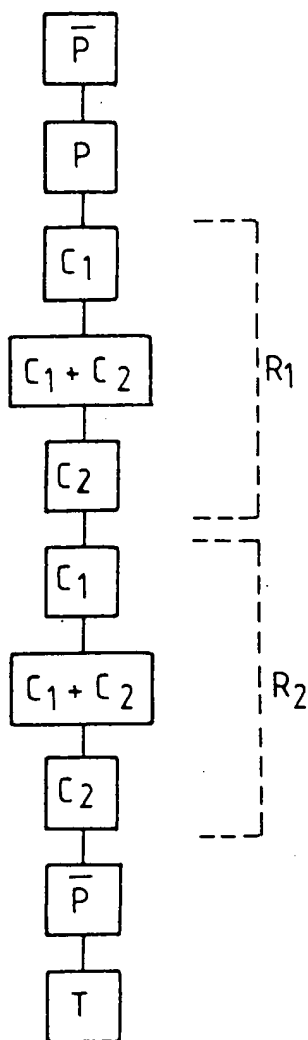 P̅
P
C₁
C₁ + C₂
R₁
C₂
C₁
C₁ + C₂
R₂
C₂
P̅
T